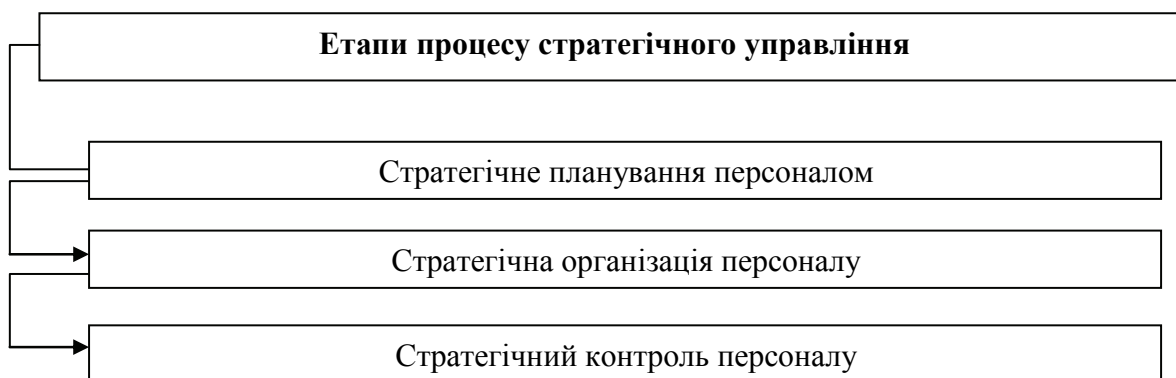 Етапи процесу стратегічного управління
Стратегічне планування персоналом
Стратегічна організація персоналу
Стратегічний контроль персоналу